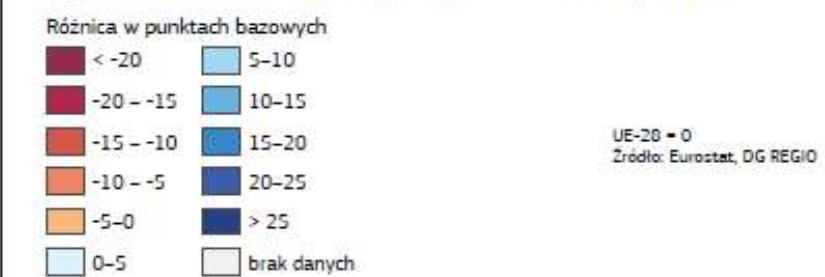 Różnica w punktach bazowych
< -20
-20 – -15
-15 – -10
-10 – -5
-5–0
0–5
5–10
10–15
15–20
20–25
> 25
brak danych
UE-28 = 0
Źródło: Eurostat, DG REGIO